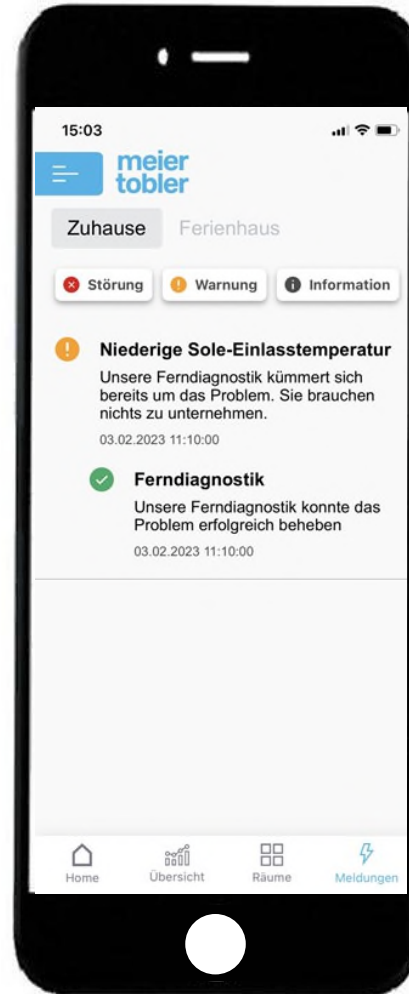 15:03
meier
tobler
Zuhause Ferienhaus
Störung Warnung Information
Niederige Sole-Einlasstemperatur
Unsere Ferndiagnostik kümmert sich
bereits um das Problem. Sie brauchen
nichts zu unternehmen.
03.02.2023 11:10:00
Ferndiagnostik
Unsere Ferndiagnostik konnte das
Problem erfolgreich beheben
03.02.2023 11:10:00
Home Übersicht Räume Meldungen